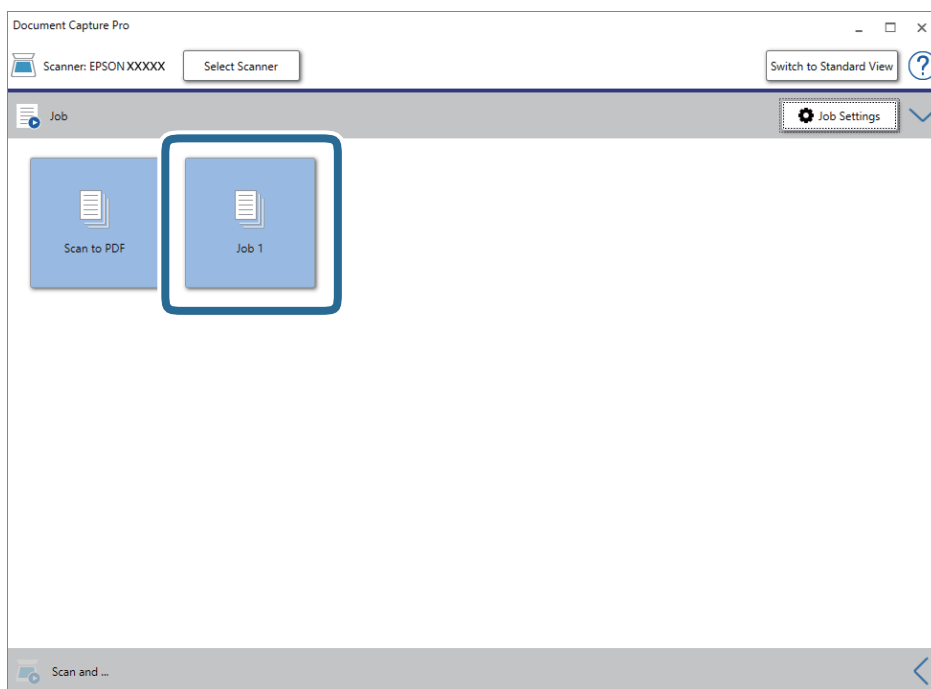 Document Capture Pro
Scanner: EPSON XXXXX
Select Scanner
Switch to Standard View
?
Job
Job Settings
Scan to PDF
Job 1
Scan and ...